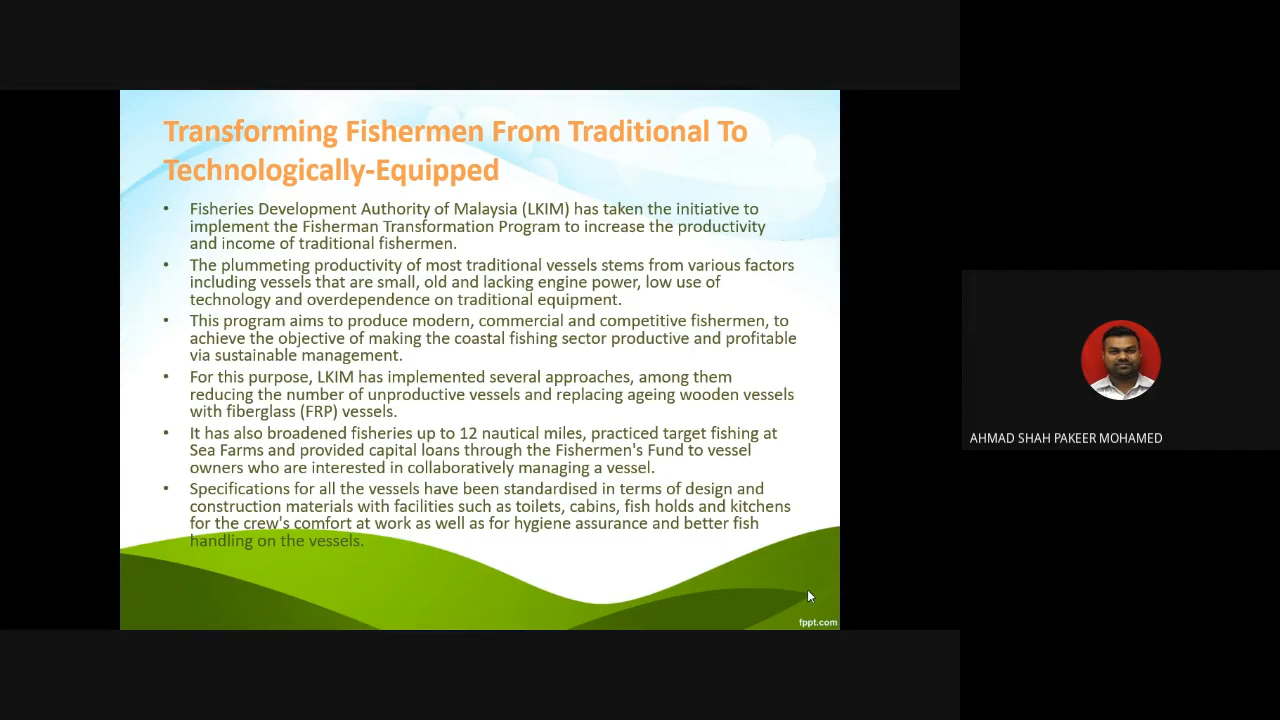 Transforming Fishermen From Traditional To
Technologically-Equipped
• Fisheries Development Authority of Malaysia (LKIM) has taken the initiative to
implement the Fisherman Transformation Program to increase the productivity
and income of traditional fishermen.
• The plummeting productivity of most traditional vessels stems from various factors
including vessels that are small, old and lacking engine power, low use of
technology and overdependence on traditional equipment.
• This program aims to produce modern, commercial and competitive fishermen, to
achieve the objective of making the coastal fishing sector productive and profitable
via sustainable management.
• For this purpose, LKIM has implemented several approaches, among them
reducing the number of unproductive vessels and replacing ageing wooden vessels
with fiberglass (FRP) vessels.
• It has also broadened fisheries up to 12 nautical miles, practiced target fishing at
Sea Farms and provided capital loans through the Fishermen's Fund to vessel
owners who are interested in collaboratively managing a vessel.
• Specifications for all the vessels have been standardised in terms of design and
construction materials with facilities such as toilets, cabins, fish holds and kitchens
for the crew's comfort at work as well as for hygiene assurance and better fish
handling on the vessels.
fppt.com
AHMAD SHAH PAKEER MOHAMED